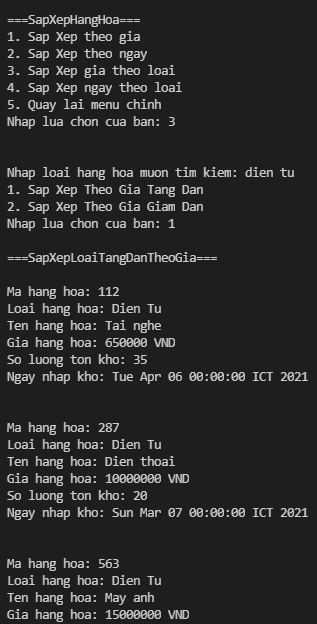 ===SapXepHangHoa===
1. Sap Xep theo gia
2. Sap Xep theo ngay
3. Sap Xep gia theo loai
4. Sap Xep ngay theo loai
5. Quay lai menu chinh
Nhap lua chon cua ban: 3
Nhap loai hang hoa muon tim kiem: dien tu
1. Sap Xep Theo Gia Tang Dan
2. Sap Xep Theo Gia Giam Dan
Nhap lua chon cua ban: 1
===SapXepLoaiTangDanTheoGia===
Ma hang hoa: 112
Loai hang hoa: Dien Tu
Ten hang hoa: Tai nghe
Gia hang hoa: 650000 VND
So luong ton kho: 35
Ngay nhap kho: Tue Apr 06 00:00:00 ICT 2021
Ma hang hoa: 287
Loai hang hoa: Dien Tu
Ten hang hoa: Dien thoai
Gia hang hoa: 10000000 VND
So luong ton kho: 20
Ngay nhap kho: Sun Mar 07 00:00:00 ICT 2021
Ma hang hoa: 563
Loai hang hoa: Dien Tu
Ten hang hoa: May anh
Gia hang hoa: 15000000 VND